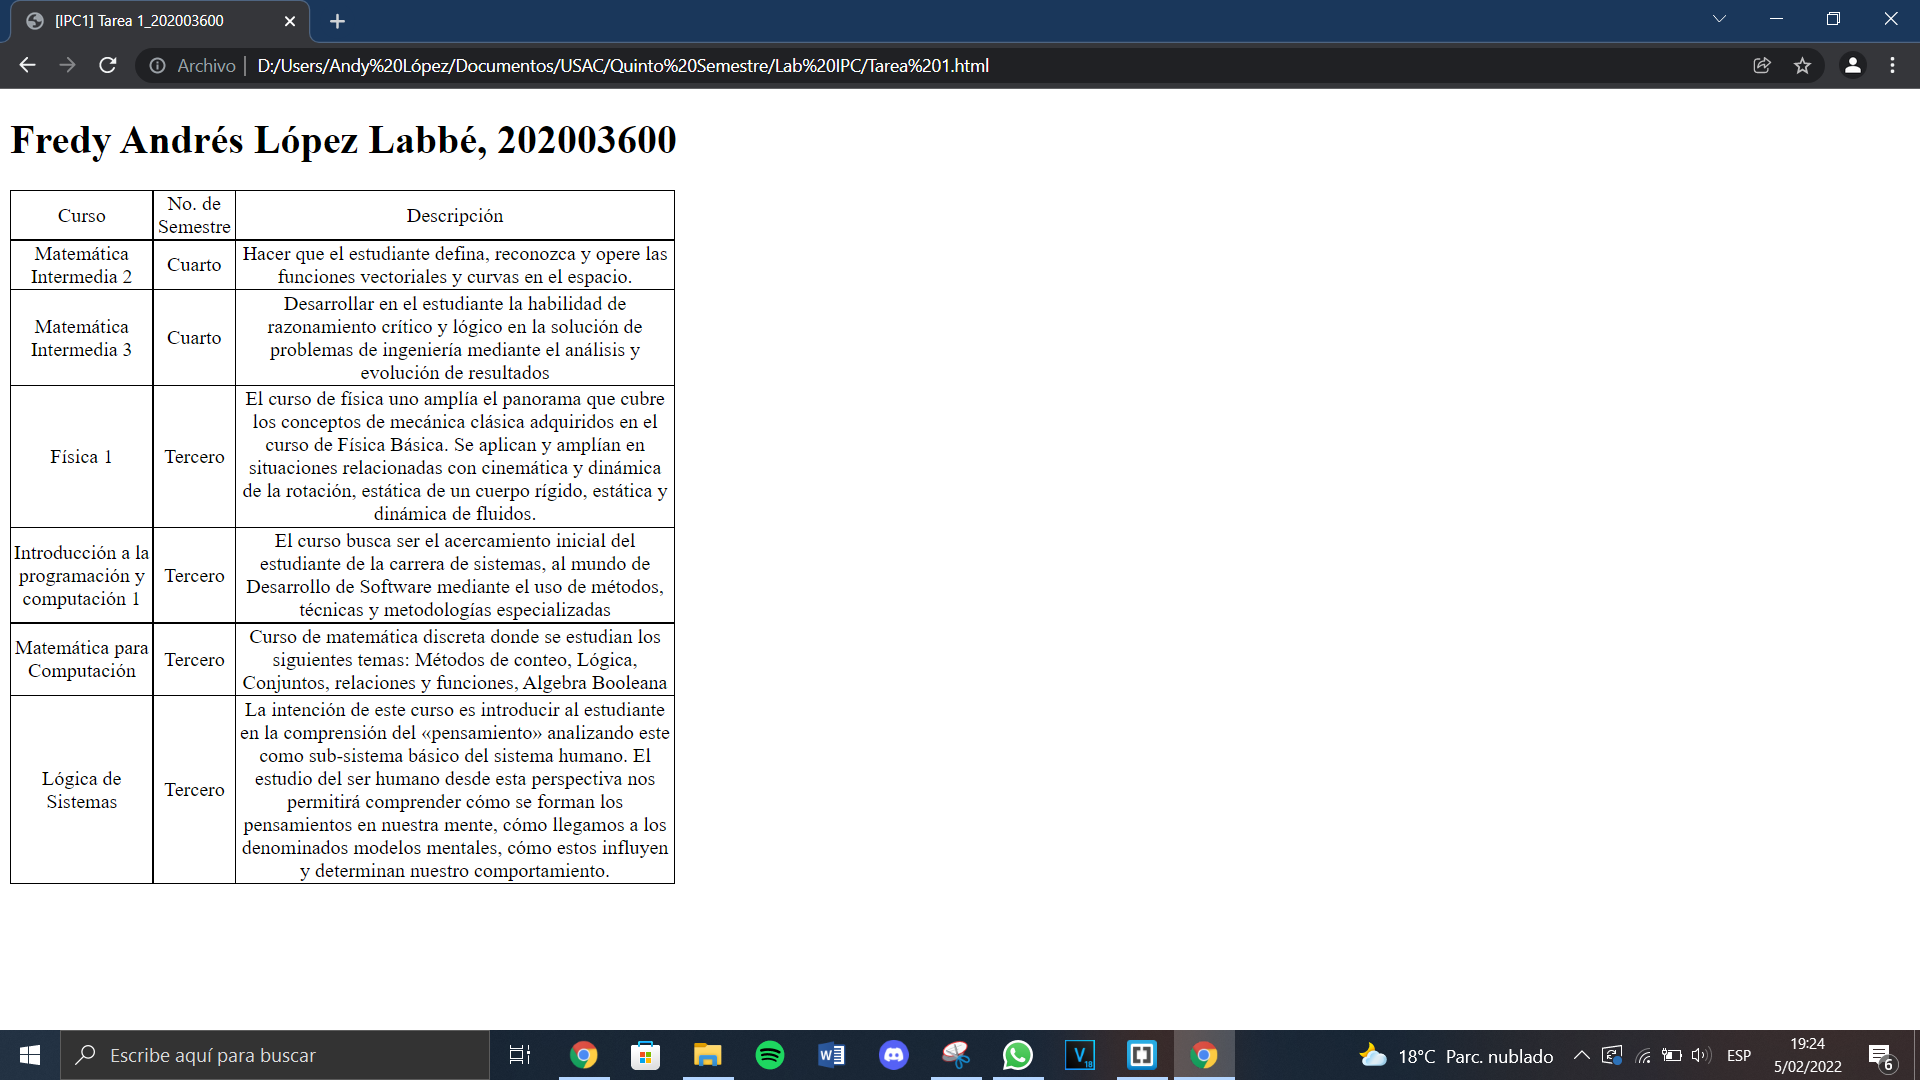 [IPC1] Tarea 1_202003600
Archivo | D:/Users/Andy%20López/Documentos/USAC/Quinto%20Semestre/Lab%20IPC/Tarea%201.html
Fredy Andrés López Labbé, 202003600
Curso
No. de
Semestre
Descripción
Matemática
Intermedia 2
Cuarto
Hacer que el estudiante defina, reconozca y opere las
funciones vectoriales y curvas en el espacio.
Matemática
Intermedia 3
Cuarto
Desarrollar en el estudiante la habilidad de
razonamiento crítico y lógico en la solución de
problemas de ingeniería mediante el análisis y
evolución de resultados
Física 1
Tercero
El curso de física uno amplía el panorama que cubre
los conceptos de mecánica clásica adquiridos en el
curso de Física Básica. Se aplican y amplían en
situaciones relacionadas con cinemática y dinámica
de la rotación, estática de un cuerpo rígido, estática y
dinámica de fluidos.
Introducción a la
programación y
computación 1
Tercero
El curso busca ser el acercamiento inicial del
estudiante de la carrera de sistemas, al mundo de
Desarrollo de Software mediante el uso de métodos,
técnicas y metodologías especializadas
Matemática para
Computación
Tercero
Curso de matemática discreta donde se estudian los
siguientes temas: Métodos de conteo, Lógica,
Conjuntos, relaciones y funciones, Algebra Booleana
Lógica de
Sistemas
Tercero
La intención de este curso es introducir al estudiante
en la comprensión del «pensamiento» analizando este
como sub-sistema básico del sistema humano. El
estudio del ser humano desde esta perspectiva nos
permitirá comprender cómo se forman los
pensamientos en nuestra mente, cómo llegamos a los
denominados modelos mentales, cómo estos influyen
y determinan nuestro comportamiento.
Escribe aquí para buscar
W
V
18
18°C Parc. nublado
ESP
19:24
5/02/2022
6